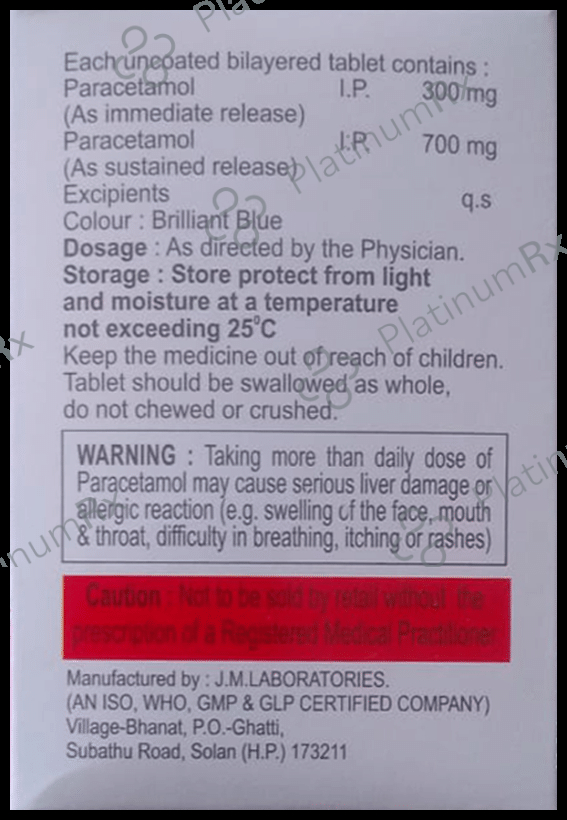 Each uncoated bilayered tablet contains :
Paracetamol I.P. 300 mg
(As immediate release)
Paracetamol I.P. 700 mg
(As sustained release)
Excipients q.s
Colour : Brilliant Blue
Dosage : As directed by the Physician.
Storage : Store protect from light
and moisture at a temperature
not exceeding 25°C
Keep the medicine out of reach of children.
Tablet should be swallowed as whole,
do not chewed or crushed.
WARNING : Taking more than daily dose of
Paracetamol may cause serious liver damage or
allergic reaction (e.g. swelling of the face, mouth
& throat, difficulty in breathing, itching or rashes)
Caution : Not to be sold by retail without the
prescription of a Registered Medical Practitioner
Manufactured by : J.M.LABORATORIES.
(AN ISO, WHO, GMP & GLP CERTIFIED COMPANY)
Village-Bhanat, P.O.-Ghatti,
Subathu Road, Solan (H.P.) 173211
PlatinumRx
PlatinumRx
PlatinumRx
Platinum
inumRx
Rx